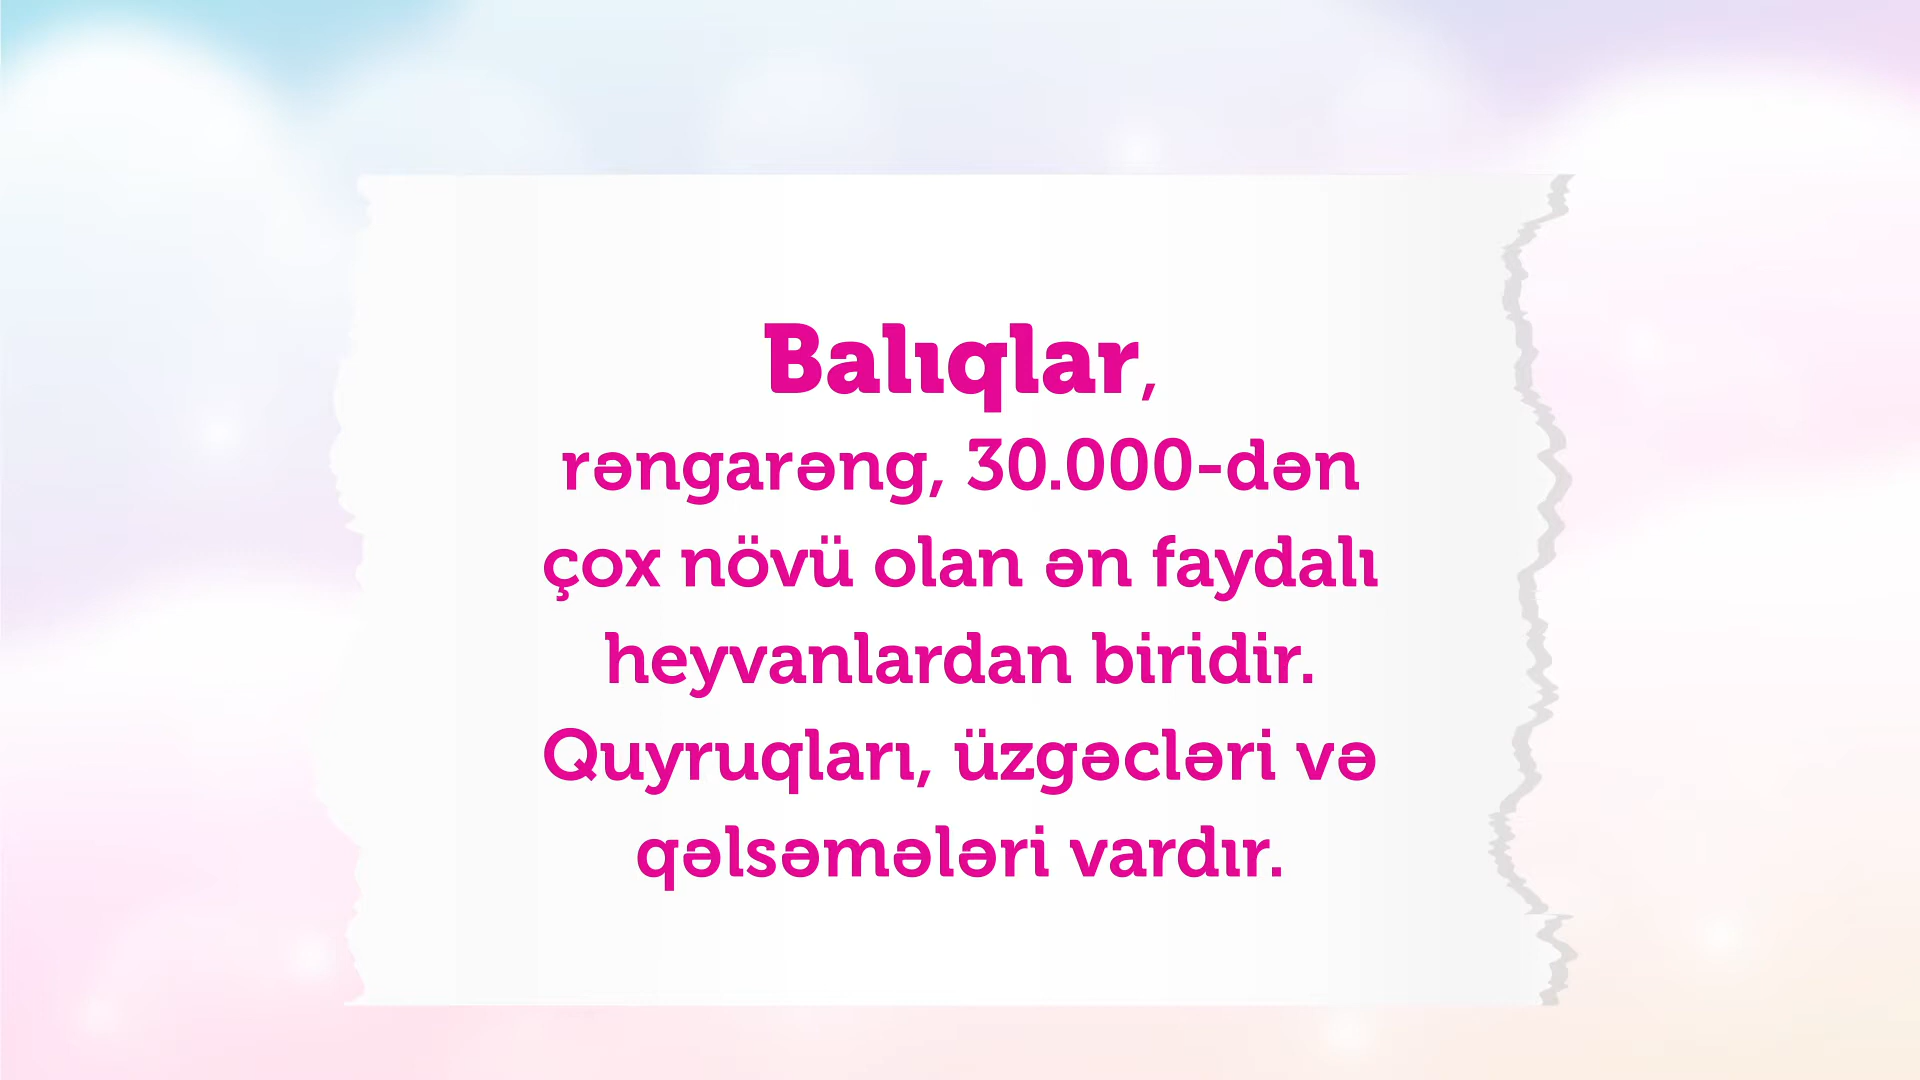 Balıqlar,
rəngarəng, 30.000-dən
çox növü olan ən faydalı
heyvanlardan biridir.
Quyruqları, üzgəcləri və
qəlsəmələri vardır.